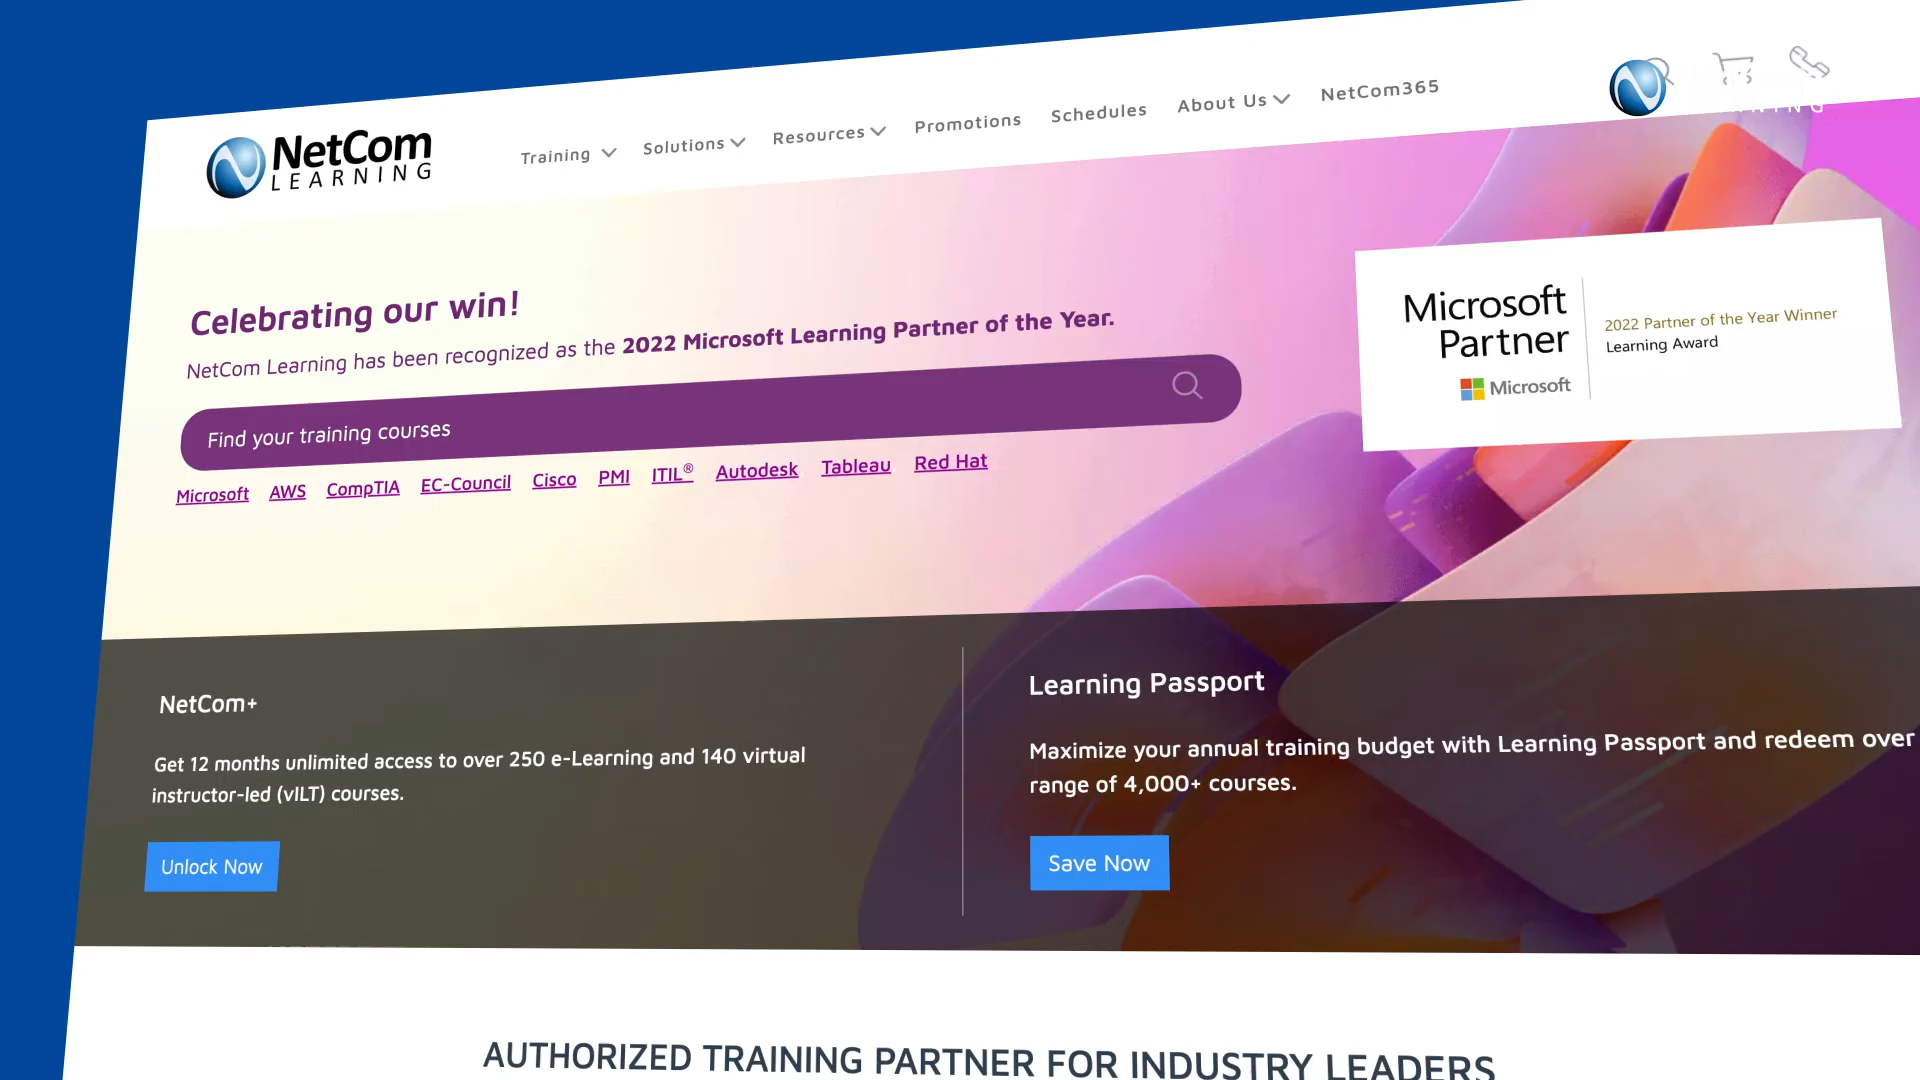 NetCom
LEARNING
Training
Solutions
Resources
Promotions
Schedules
About Us
NetCom365
Celebrating our win!
NetCom Learning has been recognized as the 2022 Microsoft Learning Partner of the Year.
Find your training courses
Microsoft AWS CompTIA EC-Council Cisco PMI ITIL® Autodesk Tableau Red Hat
Microsoft
Partner
Microsoft
2022 Partner of the Year Winner
Learning Award
NetCom+
Get 12 months unlimited access to over 250 e-Learning and 140 virtual
instructor-led (vILT) courses.
Unlock Now
Learning Passport
Maximize your annual training budget with Learning Passport and redeem over
range of 4,000+ courses.
Save Now
AUTHORIZED TRAINING PARTNER FOR INDUSTRY LEADERS